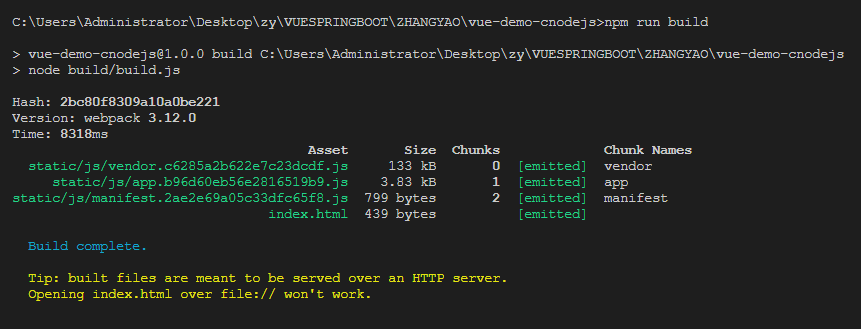 C:\Users\Administrator\Desktop\zy\VUESPRINGBOOT\ZHANGYAO\vue-demo-cnodejs>npm run build
> vue-demo-cnodejs@1.0.0 build C:\Users\Administrator\Desktop\zy\VUESPRINGBOOT\ZHANGYAO\vue-demo-cnodejs
> node build/build.js
Hash: 2bc80f8309a10a0be221
Version: webpack 3.12.0
Time: 8318ms
Asset Size Chunks Chunk Names
static/js/vendor.c6285a2b622e7c23dcdf.js 133 kB 0 [emitted] vendor
static/js/app.b96d60eb56e2816519b9.js 3.83 kB 1 [emitted] app
static/js/manifest.2ae2e69a05c33dfc65f8.js 799 bytes 2 [emitted] manifest
index.html 439 bytes [emitted]
Build complete.
Tip: built files are meant to be served over an HTTP server.
Opening index.html over file:// won't work.